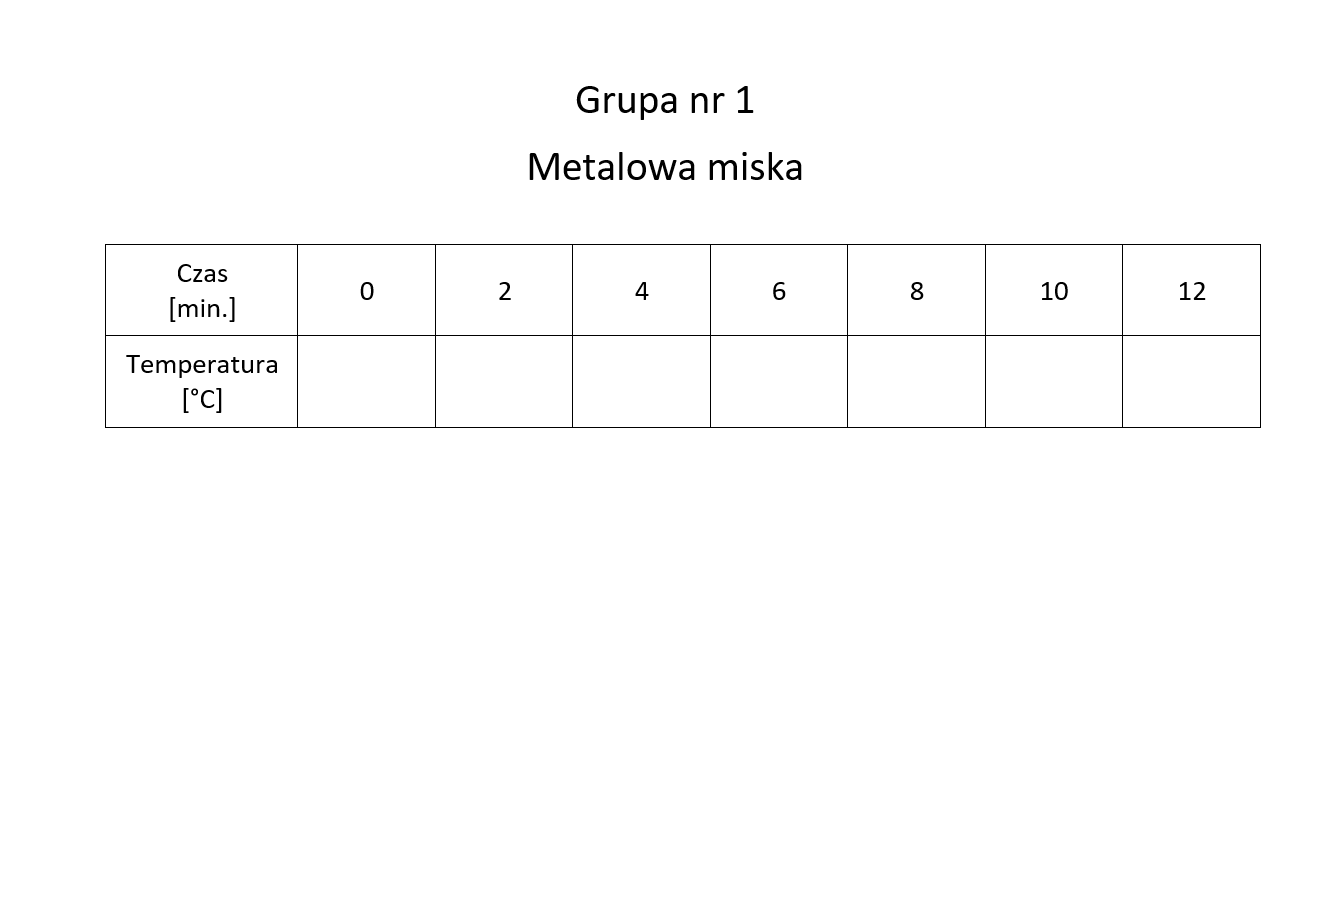 Grupa nr 1
Metalowa miska
Czas
[min.]
0 2 4 6 8 10 12
Temperatura
[°C]